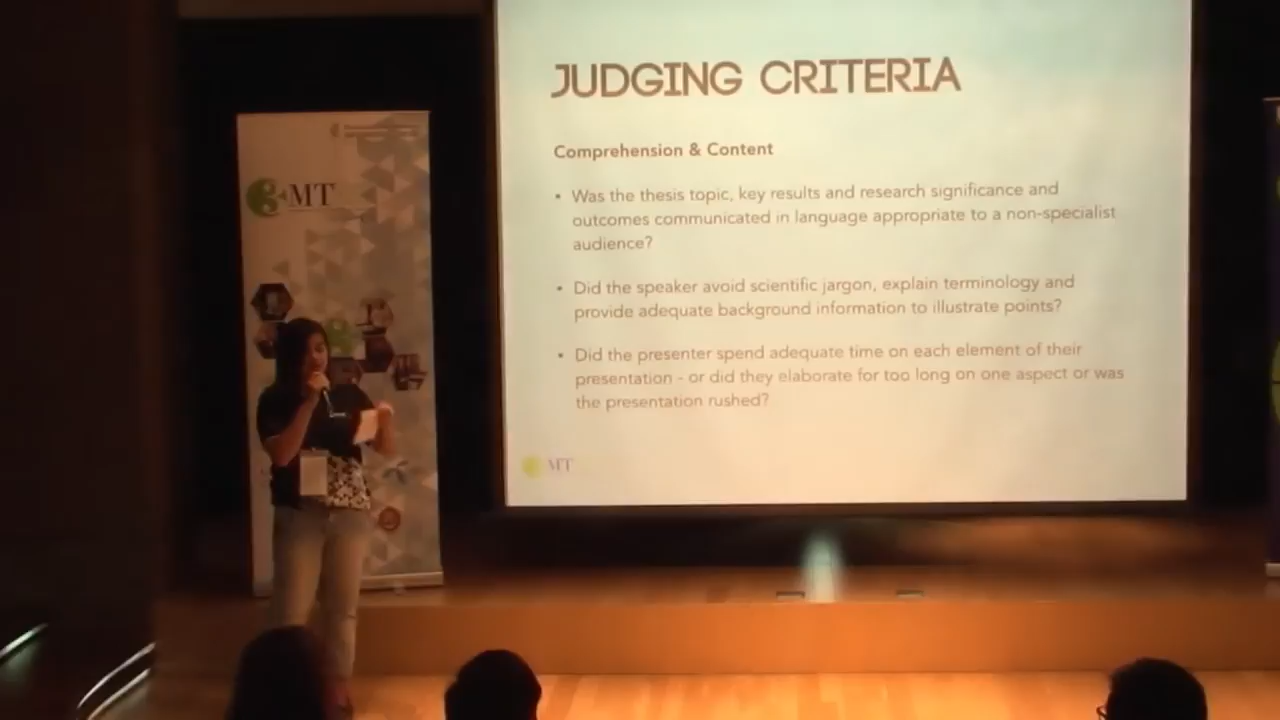 JUDGING CRITERIA
Comprehension & Content
• Was the thesis topic, key results and research significance and
outcomes communicated in language appropriate to a non-specialist
audience?
• Did the speaker avoid scientific jargon, explain terminology and
provide adequate background information to illustrate points?
• Did the presenter spend adequate time on each element of their
presentation - or did they elaborate for too long on one aspect or was
the presentation rushed?
3MT
MT